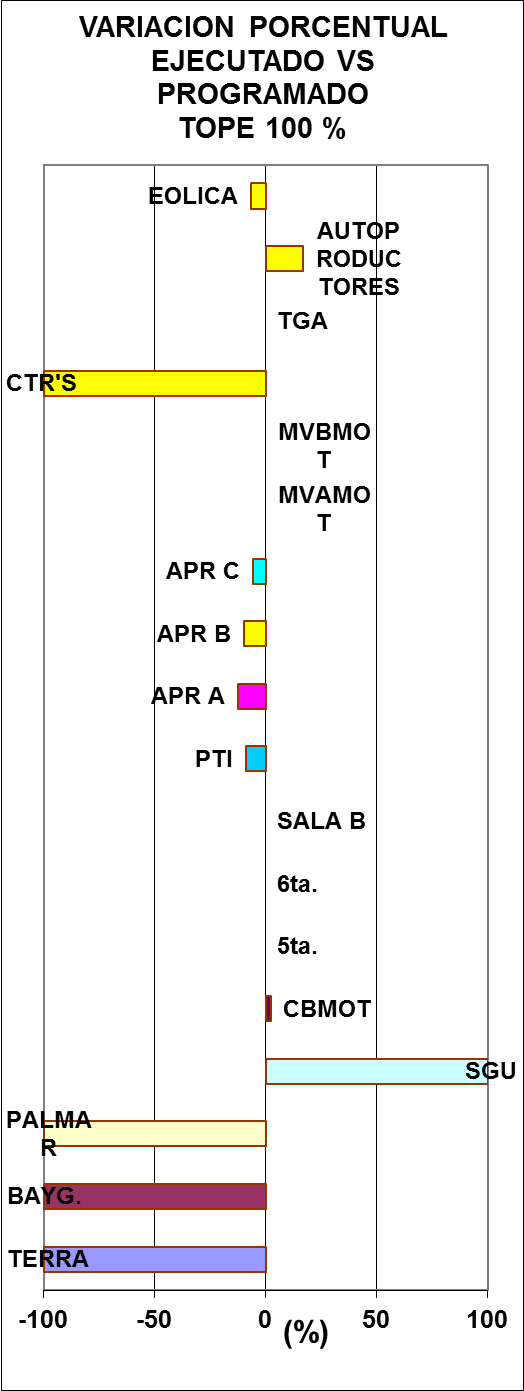 VARIACION PORCENTUAL
EJECUTADO VS
PROGRAMADO
TOPE 100 %
EOLICA
AUTOP
RODUC
TORES
TGA
CTR'S
MVBMO
T
MVAMO
T
APR C
APR B
APR A
PTI
SALA B
6ta.
5ta.
CBMOT
SGU
PALMA
R
BAYG.
TERRA
-100 -50 0 50 100
(%)